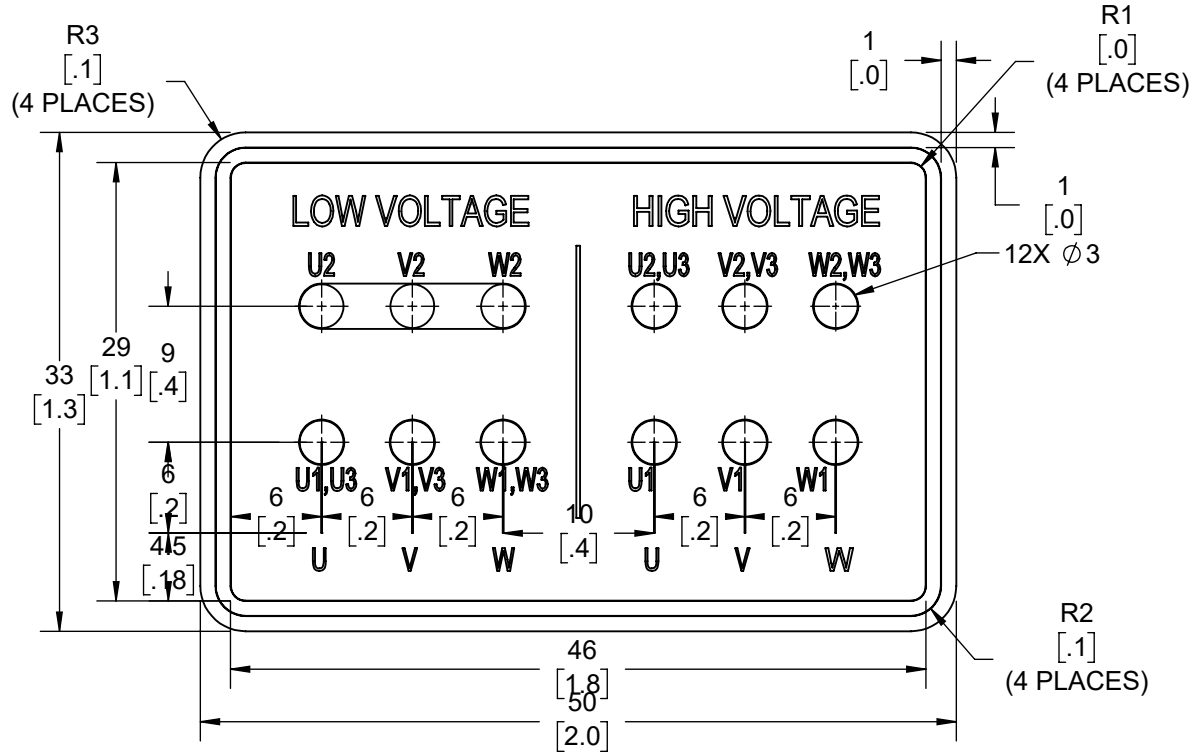 R3
[.1]
(4 PLACES)
1
[.0]
R1
[.0]
(4 PLACES)
1
[.0]
12X ⌀3
LOW VOLTAGE
HIGH VOLTAGE
U2 V2 W2
U2,U3 V2,V3 W2,W3
33
[1.3]
29
[1.1]
9
[.4]
U1,U3 V1,V3 W1,W3
U1 V1 W1
6
[.2]
6
[.2]
6
[.2]
6
[.2]
10
[.4]
6
[.2]
6
[.2]
4.5
[.18]
U V W
U V W
R2
[.1]
(4 PLACES)
46
[1.8]
50
[2.0]